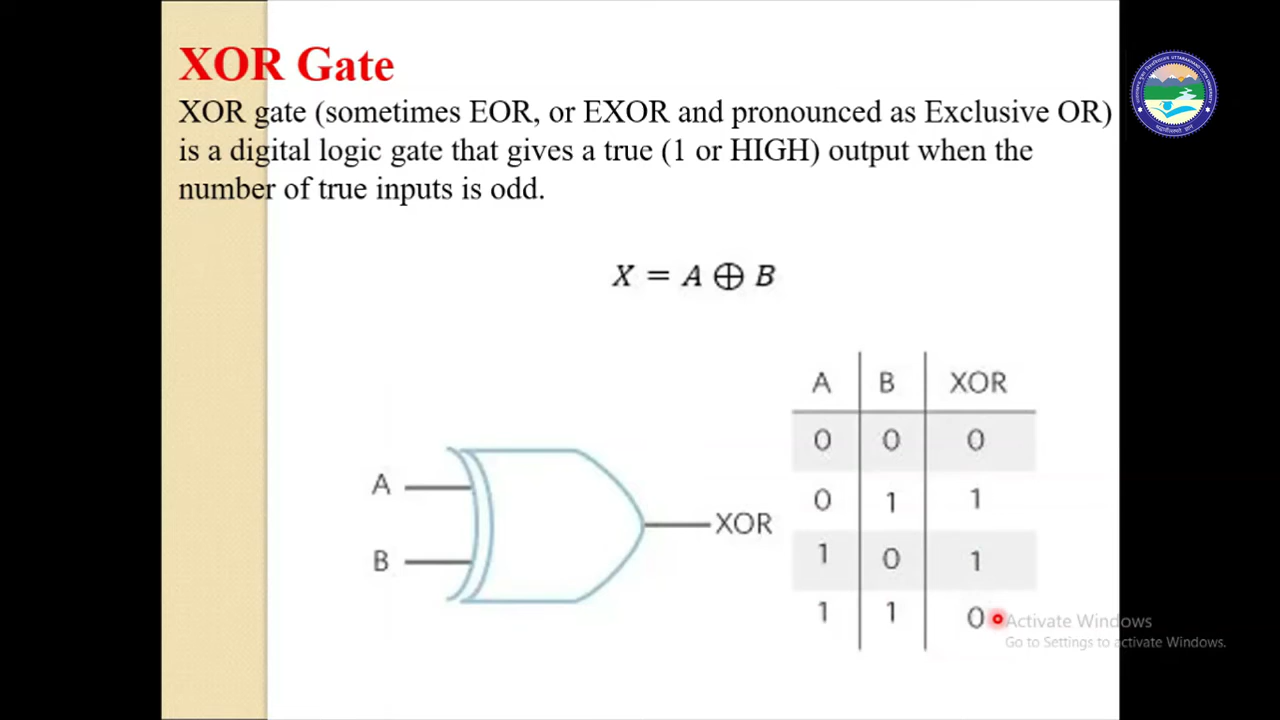 XOR Gate
XOR gate (sometimes EOR, or EXOR and pronounced as Exclusive OR)
is a digital logic gate that gives a true (1 or HIGH) output when the
number of true inputs is odd.
X = A ⊕ B
A B XOR
0 0 0
0 1 1
1 0 1
1 1 0
A
B
XOR
Activate Windows
Go to Settings to activate Windows.